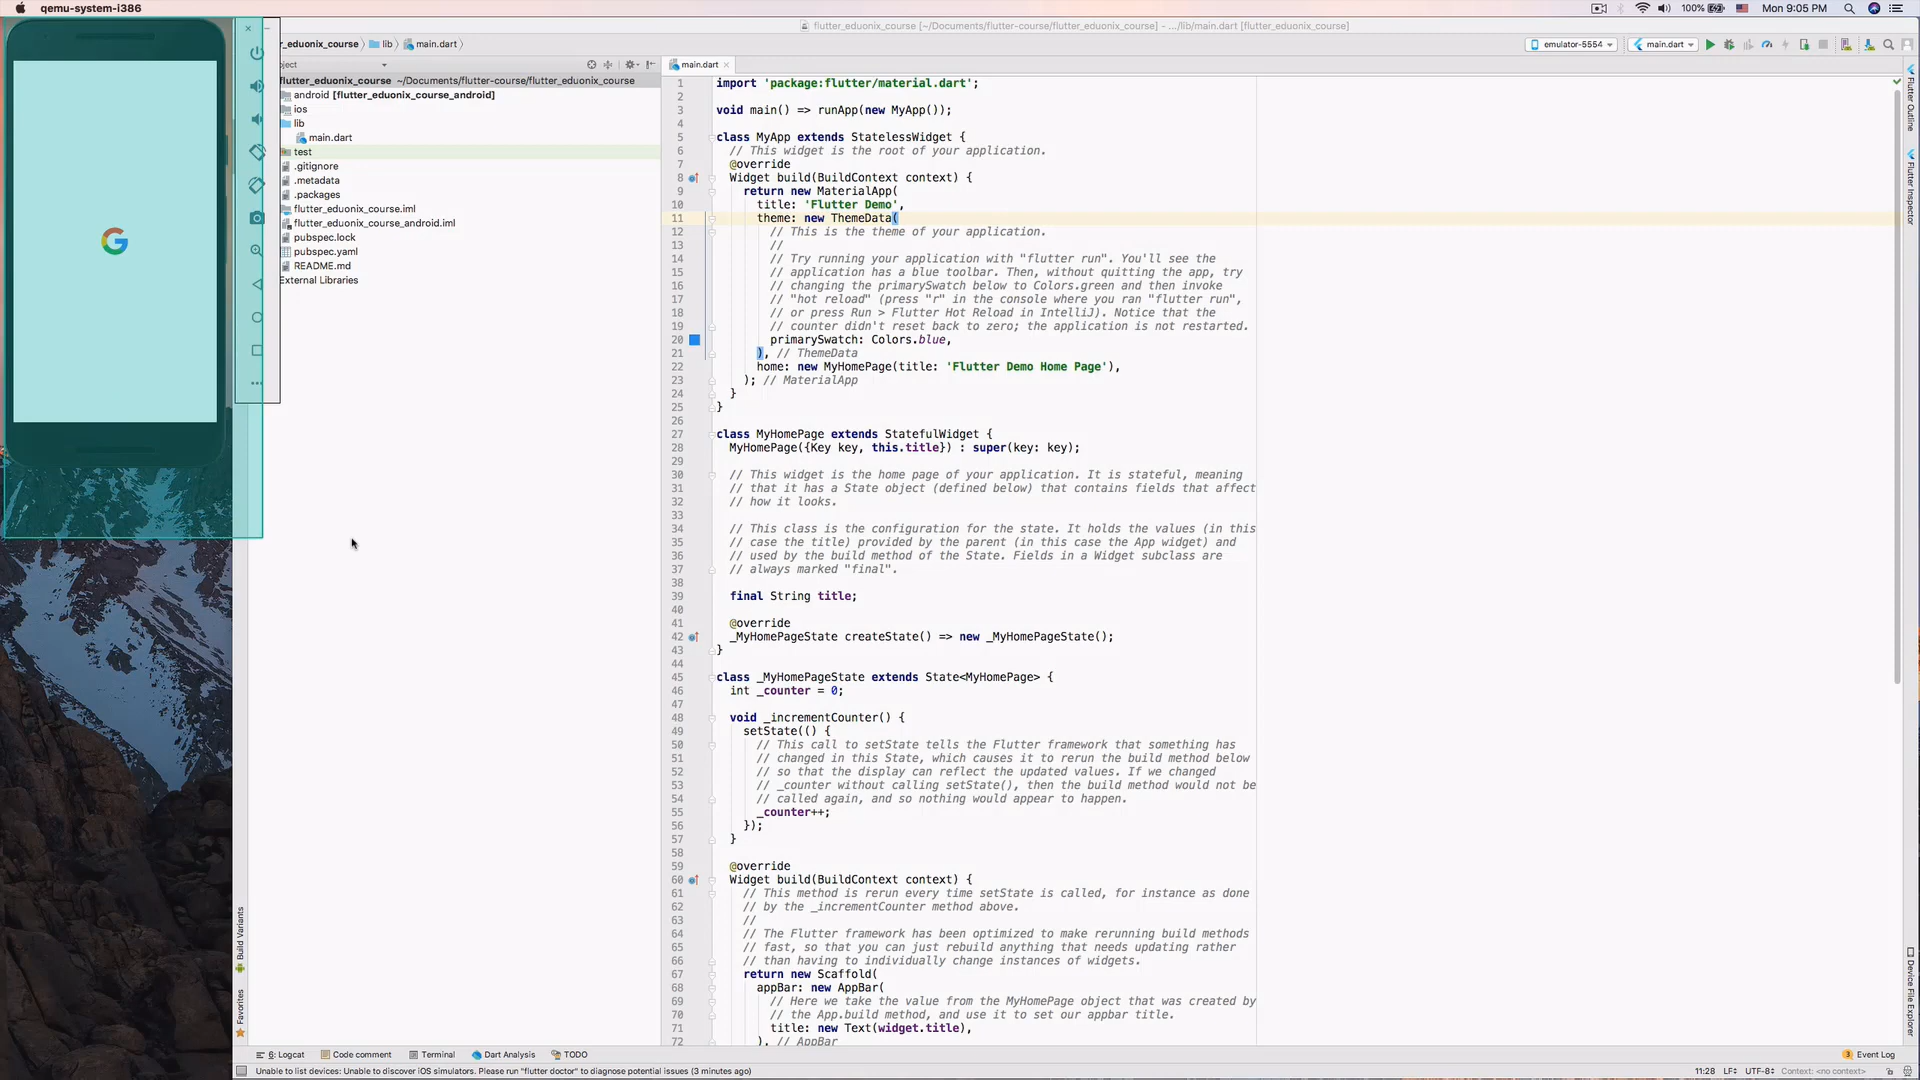 qemu-system-i386
100%
Mon 9:05 PM
flutter_eduonix_course [~/Documents/flutter-course/flutter_eduonix_course] - .../lib/main.dart [flutter_eduonix_course]
r_eduonix_course
lib
main.dart
emulator-5554
main.dart
oject
main.dart
flutter_eduonix_course ~/Documents/flutter-course/flutter_eduonix_course
android [flutter_eduonix_course_android]
ios
lib
main.dart
test
.gitignore
.metadata
.packages
flutter_eduonix_course.iml
flutter_eduonix_course_android.iml
pubspec.lock
pubspec.yaml
README.md
External Libraries
1 import 'package:flutter/material.dart';
2
3 void main() => runApp(new MyApp());
4
5 class MyApp extends StatelessWidget {
6 // This widget is the root of your application.
7 @override
8 Widget build(BuildContext context) {
9 return new MaterialApp(
10 title: 'Flutter Demo',
11 theme: new ThemeData(
12 // This is the theme of your application.
13 //
14 // Try running your application with "flutter run". You'll see the
15 // application has a blue toolbar. Then, without quitting the app, try
16 // changing the primarySwatch below to Colors.green and then invoke
17 // "hot reload" (press "r" in the console where you ran "flutter run",
18 // or press Run > Flutter Hot Reload in IntelliJ). Notice that the
19 // counter didn't reset back to zero; the application is not restarted.
20 primarySwatch: Colors.blue,
21 ), // ThemeData
22 home: new MyHomePage(title: 'Flutter Demo Home Page'),
23 ); // MaterialApp
24 }
25 }
26
27 class MyHomePage extends StatefulWidget {
28 MyHomePage({Key key, this.title}) : super(key: key);
29
30 // This widget is the home page of your application. It is stateful, meaning
31 // that it has a State object (defined below) that contains fields that affect
32 // how it looks.
33
34 // This class is the configuration for the state. It holds the values (in this
35 // case the title) provided by the parent (in this case the App widget) and
36 // used by the build method of the State. Fields in a Widget subclass are
37 // always marked "final".
38
39 final String title;
40
41 @override
42 _MyHomePageState createState() => new _MyHomePageState();
43 }
44
45 class _MyHomePageState extends State<MyHomePage> {
46 int _counter = 0;
47
48 void _incrementCounter() {
49 setState(() {
50 // This call to setState tells the Flutter framework that something has
51 // changed in this State, which causes it to rerun the build method below
52 // so that the display can reflect the updated values. If we changed
53 // _counter without calling setState(), then the build method would not be
54 // called again, and so nothing would appear to happen.
55 _counter++;
56 });
57 }
58
59 @override
60 Widget build(BuildContext context) {
61 // This method is rerun every time setState is called, for instance as done
62 // by the _incrementCounter method above.
63 //
64 // The Flutter framework has been optimized to make rerunning build methods
65 // fast, so that you can just rebuild anything that needs updating rather
66 // than having to individually change instances of widgets.
67 return new Scaffold(
68 appBar: new AppBar(
69 // Here we take the value from the MyHomePage object that was created by
70 // the App.build method, and use it to set our appbar title.
71 title: new Text(widget.title),
72 ), // AppBar
Flutter Outline
Flutter Inspector
Device File Explorer
Build Variants
Favorites
6: Logcat
Code comment
Terminal
Dart Analysis
TODO
3 Event Log
Unable to list devices: Unable to discover iOS simulators. Please run "flutter doctor" to diagnose potential issues (3 minutes ago)
11:28 LF÷ UTF-8÷ Context: <no context>